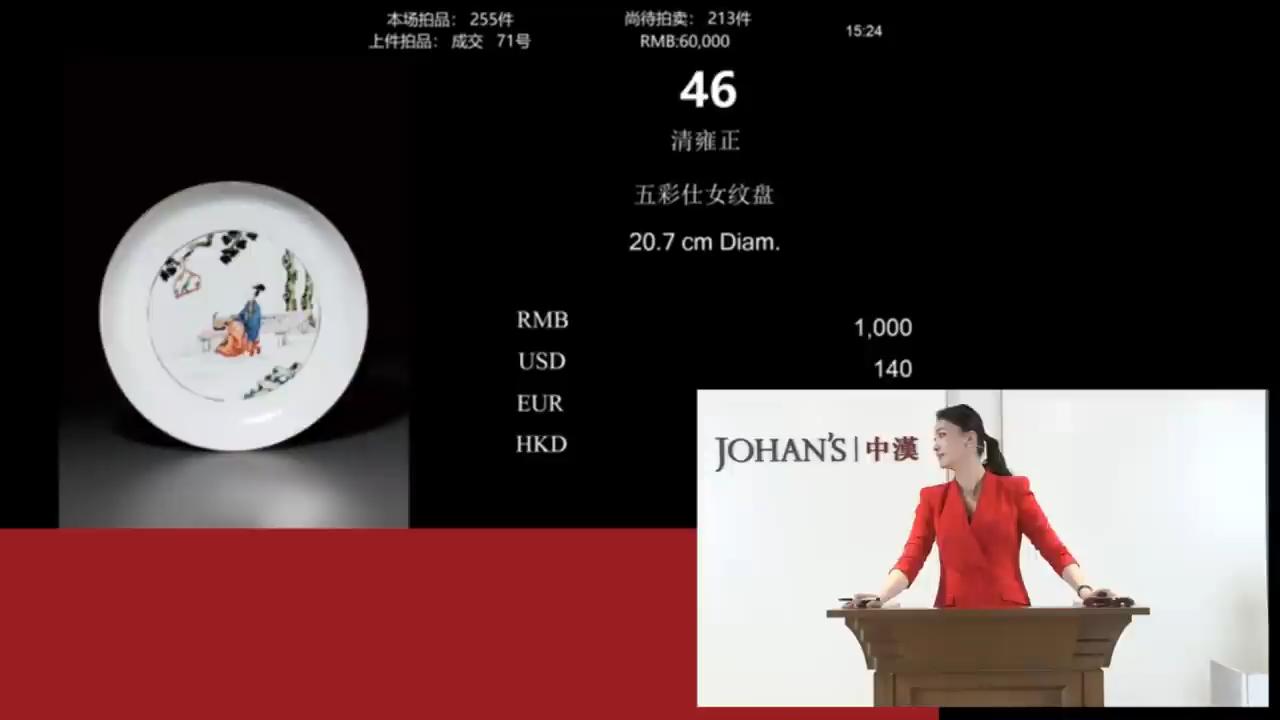 本场拍品： 255件
尚待拍卖： 213件
上件拍品： 成交 71号
RMB:60,000
15:24
46
清雍正
五彩仕女纹盘
20.7 cm Diam.
RMB 1,000
USD 140
EUR
HKD
JOHAN'S | 中漢